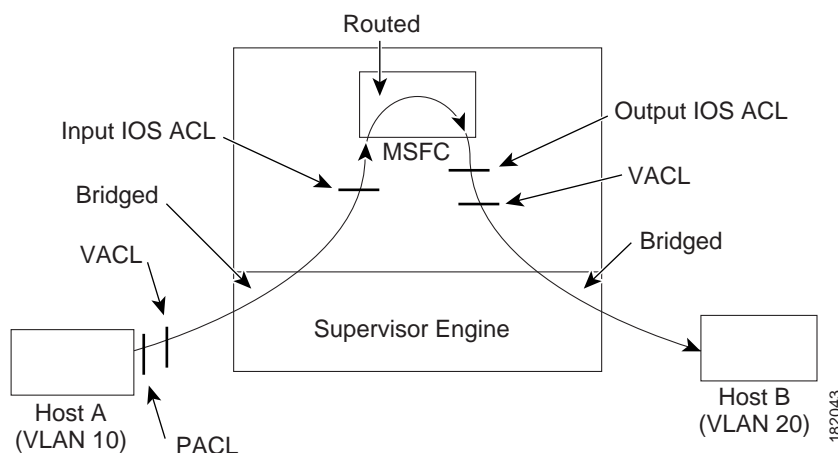 Routed
Input IOS ACL
MSFC
Output IOS ACL
VACL
Bridged
Bridged
VACL
Supervisor Engine
Host A
(VLAN 10)
PACL
Host B
(VLAN 20)
182043